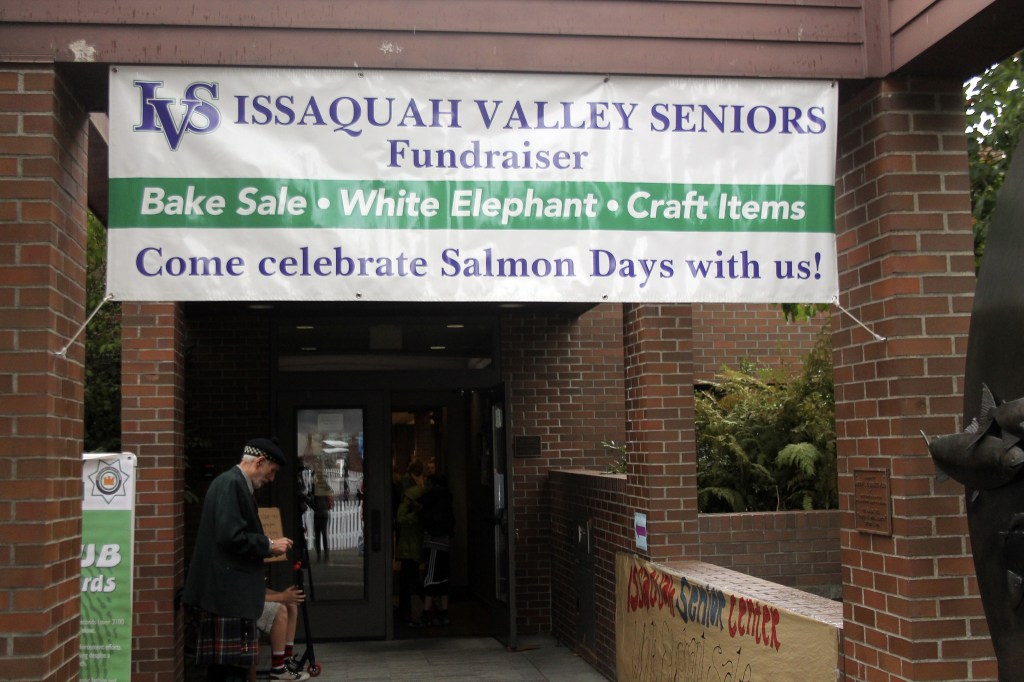 IVS ISSAQUAH VALLEY SENIORS
Fundraiser
Bake Sale • White Elephant • Craft Items
Come celebrate Salmon Days with us!
UB
rds
Issaquah Senior Center